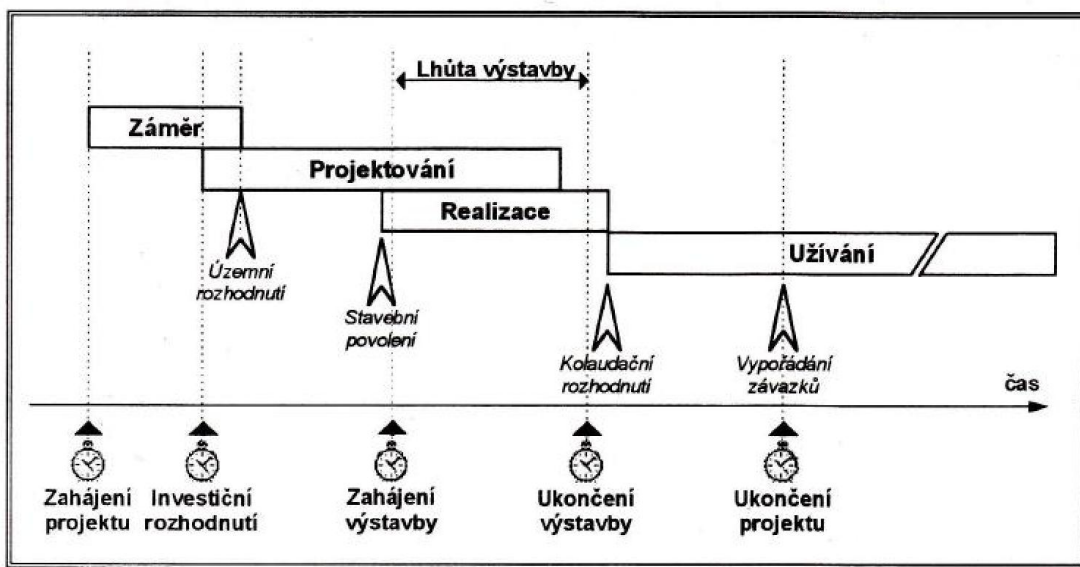 Lhůta výstavby
Záměr
Projektování
Realizace
Užívání
Územní
rozhodnutí
Stavební
povolení
Kolaudační
rozhodnutí
Vypořádání
závazků
čas
Zahájení
projektu
Investiční
rozhodnutí
Zahájení
výstavby
Ukončení
výstavby
Ukončení
projektu